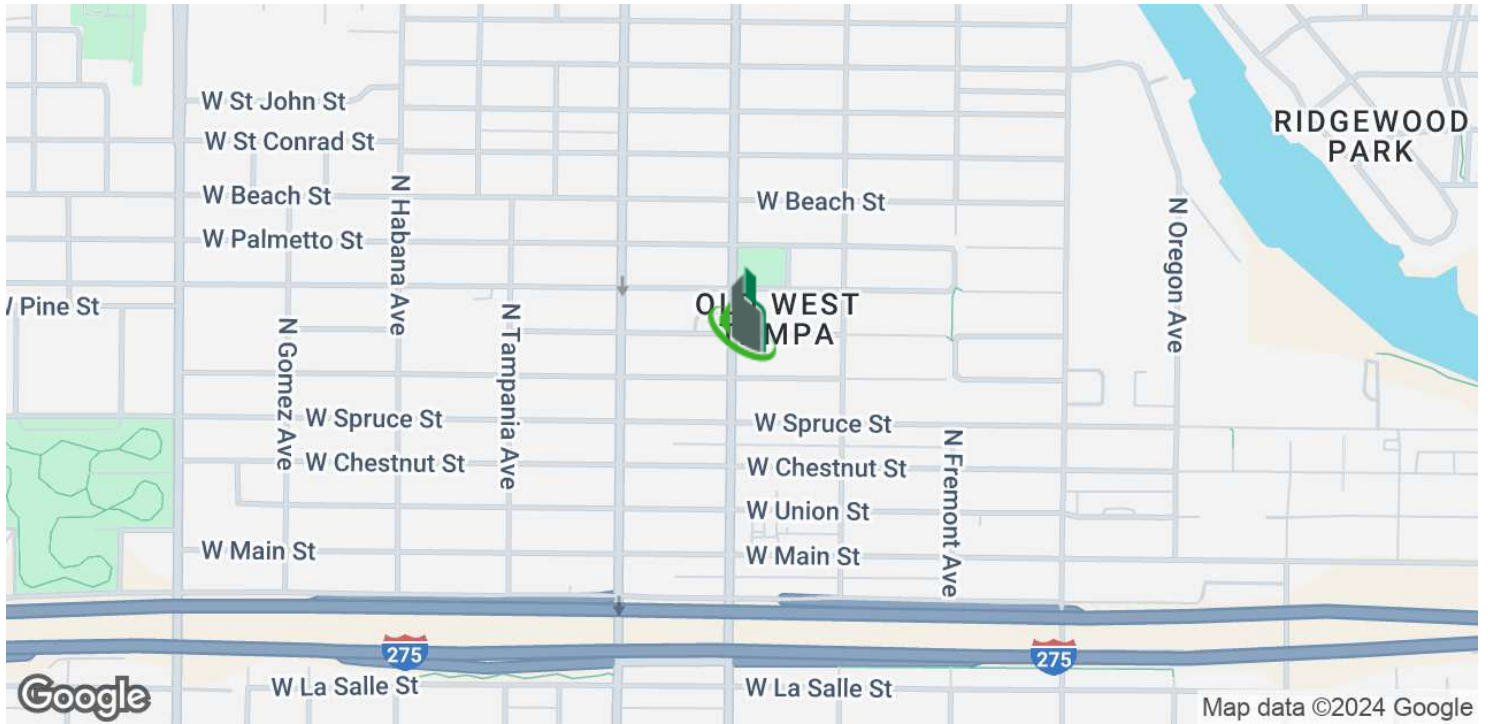 W St John St
W St Conrad St
W Beach St
W Palmetto St
N Habana Ave
W Beach St
RIDGEWOOD
PARK
N Oregon Ave
Pine St
N Gomez Ave
N Tampania Ave
WEST
W Spruce St
W Chestnut St
W Spruce St
W Chestnut St
W Union St
N Fremont Ave
W Main St
W Main St
275
275
W La Salle St
W La Salle St
Google
Map data ©2024 Google